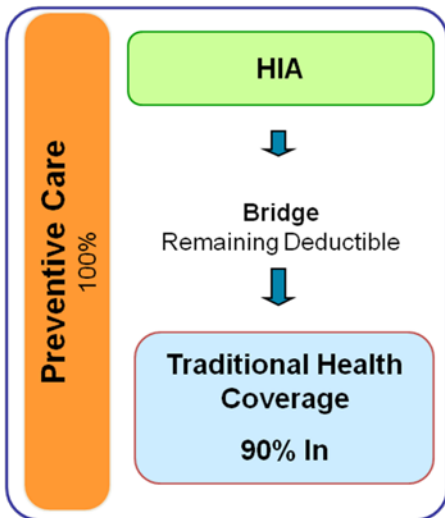 Preventive Care
100%
HIA
Bridge
Remaining Deductible
Traditional Health
Coverage
90% In